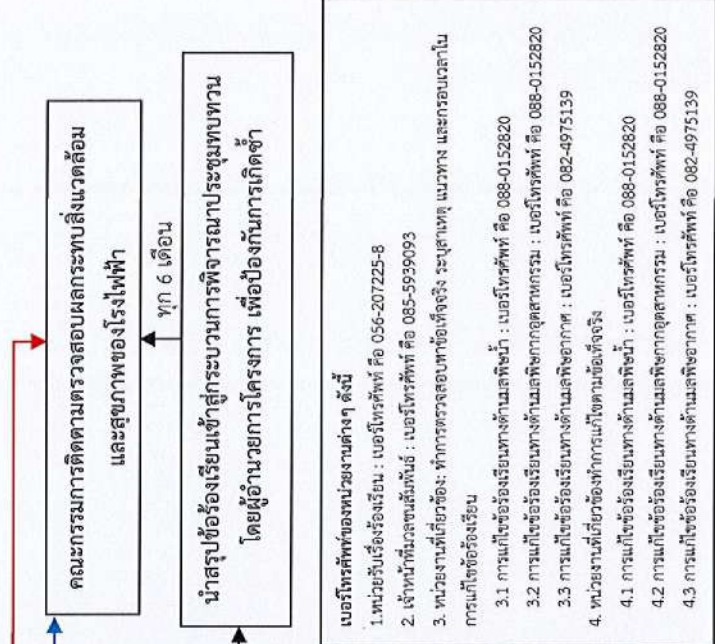 คณะกรรมการติดตามตรวจสอบผลกระทบสิ่งแวดล้อม
และสุขภาพของโรงไฟฟ้า
ทุก 6 เดือน
นำสรุปข้อร้องเรียนเข้าสู่กระบวนการพิจารณาประชุมทบทวน
โดยผู้อำนวยการโครงการ เพื่อป้องกันการเกิดซ้ำ
เบอร์โทรศัพท์ของหน่วยงานต่างๆ ดังนี้
1.หน่วยรับเรื่องร้องเรียน : เบอร์โทรศัพท์ คือ 056-207225-8
2. เจ้าหน้าที่มวลชนสัมพันธ์ : เบอร์โทรศัพท์ คือ 085-5939093
3. หน่วยงานที่เกี่ยวข้อง: ทำการตรวจสอบหาข้อเท็จจริง ระบุสาเหตุ แนวทาง และกรอบเวลาใน
การแก้ไขข้อร้องเรียน
3.1 การแก้ไขข้อร้องเรียนทางด้านมลพิษน้ำ : เบอร์โทรศัพท์ คือ 088-0152820
3.2 การแก้ไขข้อร้องเรียนทางด้านมลพิษกากอุตสาหกรรม : เบอร์โทรศัพท์ คือ 088-0152820
3.3 การแก้ไขข้อร้องเรียนทางด้านมลพิษอากาศ : เบอร์โทรศัพท์ คือ 082-4975139
4. หน่วยงานที่เกี่ยวข้องทำการแก้ไขตามข้อเท็จจริง
4.1 การแก้ไขข้อร้องเรียนทางด้านมลพิษน้ำ : เบอร์โทรศัพท์ คือ 088-0152820
4.2 การแก้ไขข้อร้องเรียนทางด้านมลพิษกากอุตสาหกรรม : เบอร์โทรศัพท์ คือ 088-0152820
4.3 การแก้ไขข้อร้องเรียนทางด้านมลพิษอากาศ : เบอร์โทรศัพท์ คือ 082-4975139